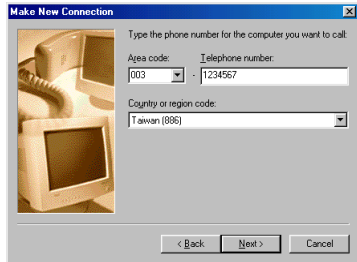 Make New Connection
Type the phone number for the computer you want to call:
Area code: Telephone number:
003 - 1234567
Country or region code:
Taiwan (886)
< Back Next > Cancel